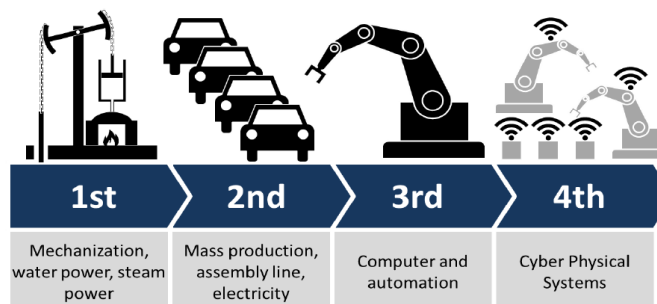 1st
2nd
3rd
4th
Mechanization,
water power, steam
power
Mass production,
assembly line,
electricity
Computer and
automation
Cyber Physical
Systems